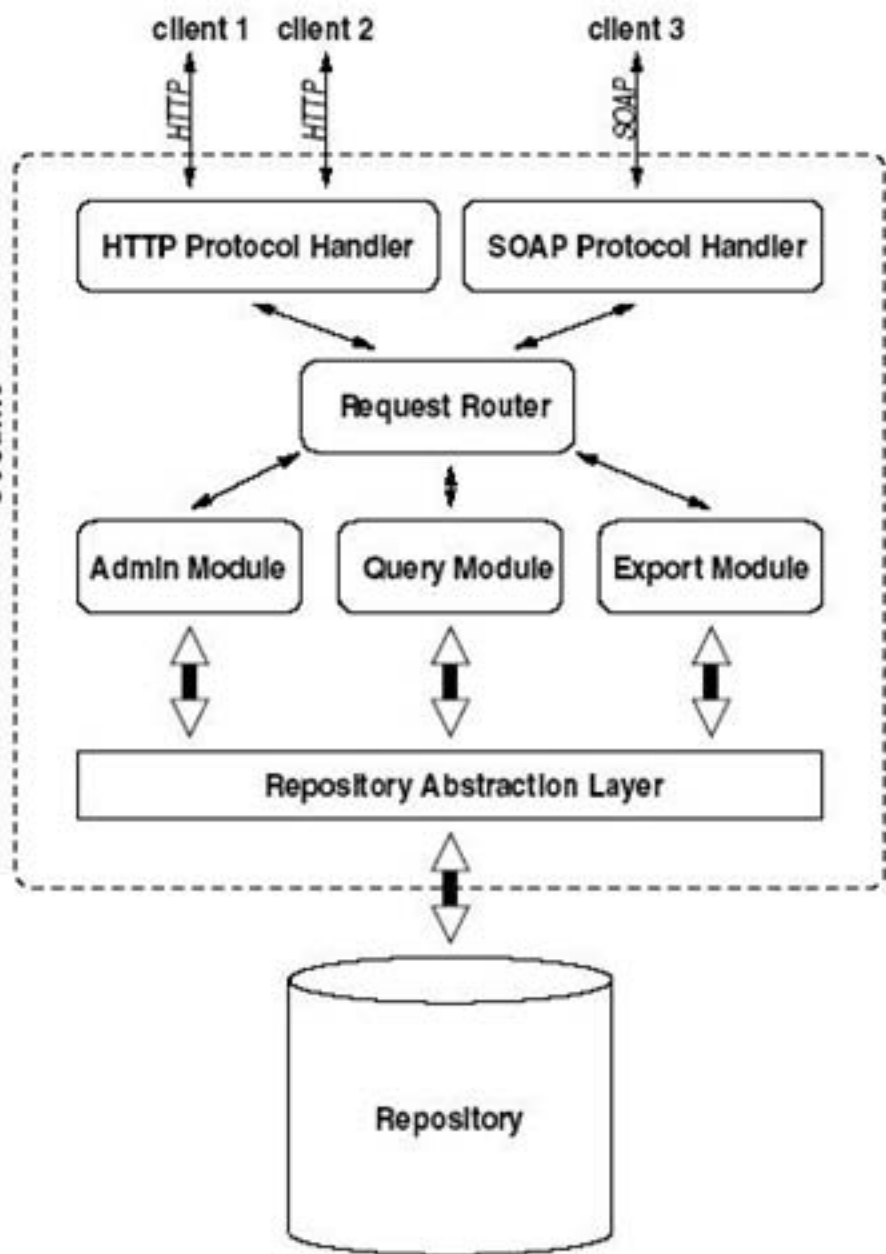 client 1 client 2 client 3
HTTP HTTP SOAP
HTTP Protocol Handler SOAP Protocol Handler
Request Router
Admin Module Query Module Export Module
Repository Abstraction Layer
Repository